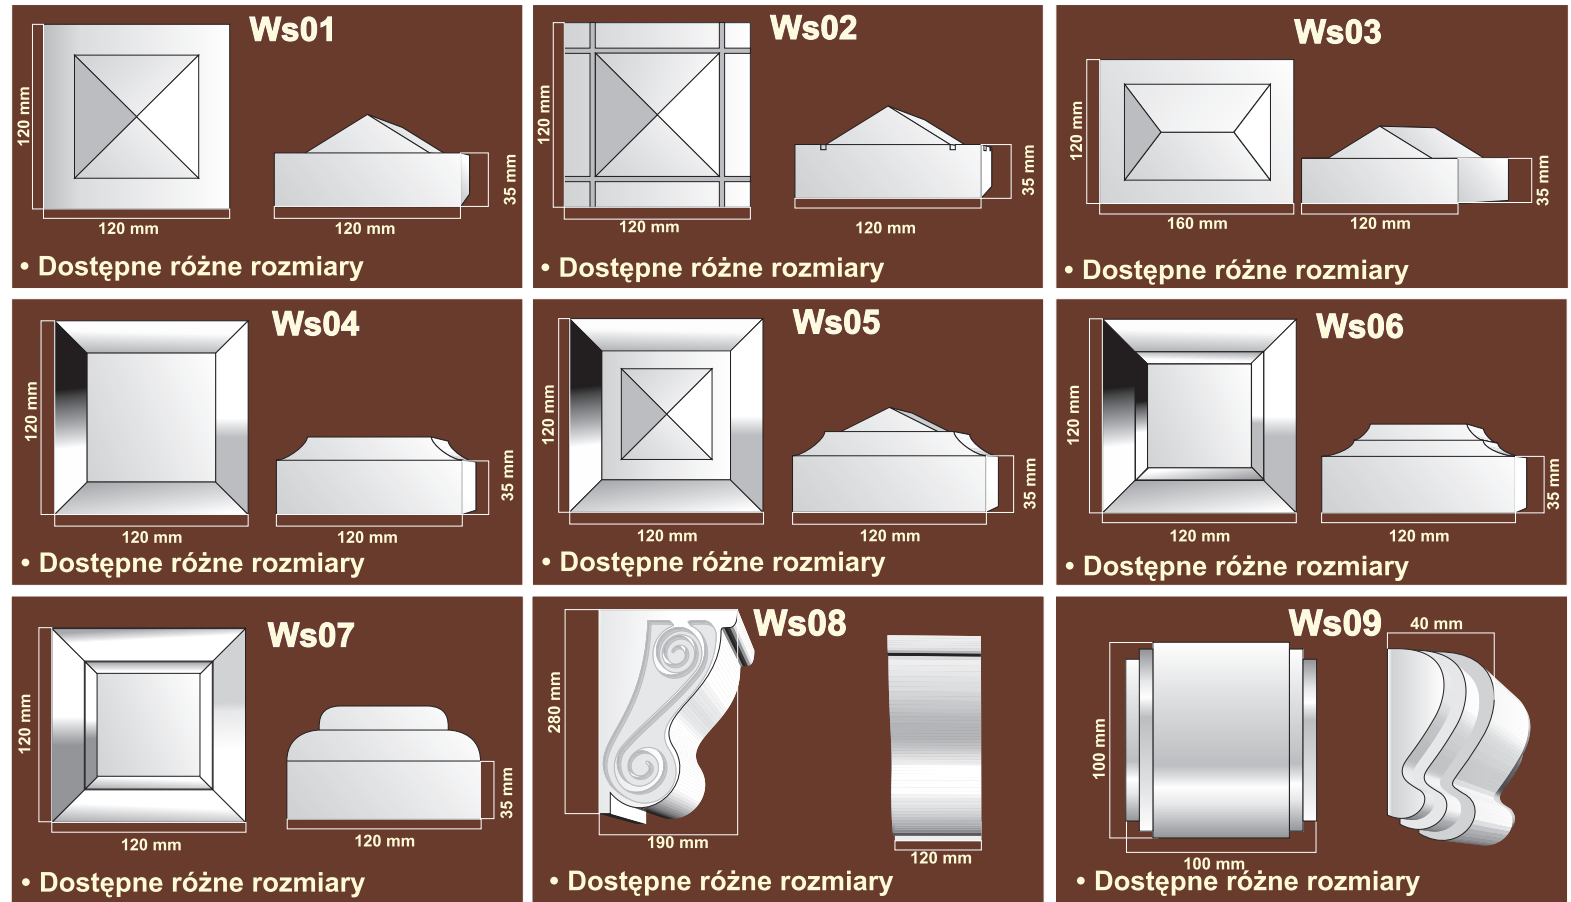 Ws01
120 mm
35 mm
120 mm
120 mm
• Dostępne różne rozmiary
Ws02
120 mm
35 mm
120 mm
120 mm
• Dostępne różne rozmiary
Ws03
120 mm
35 mm
160 mm
120 mm
• Dostępne różne rozmiary
Ws04
120 mm
35 mm
120 mm
120 mm
• Dostępne różne rozmiary
Ws05
120 mm
35 mm
120 mm
120 mm
• Dostępne różne rozmiary
Ws06
120 mm
35 mm
120 mm
120 mm
• Dostępne różne rozmiary
Ws07
120 mm
35 mm
120 mm
120 mm
• Dostępne różne rozmiary
Ws08
280 mm
190 mm
120 mm
• Dostępne różne rozmiary
Ws09
40 mm
100 mm
100 mm
• Dostępne różne rozmiary